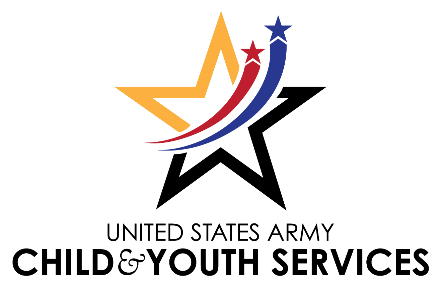 UNITED STATES ARMY
CHILD & YOUTH SERVICES